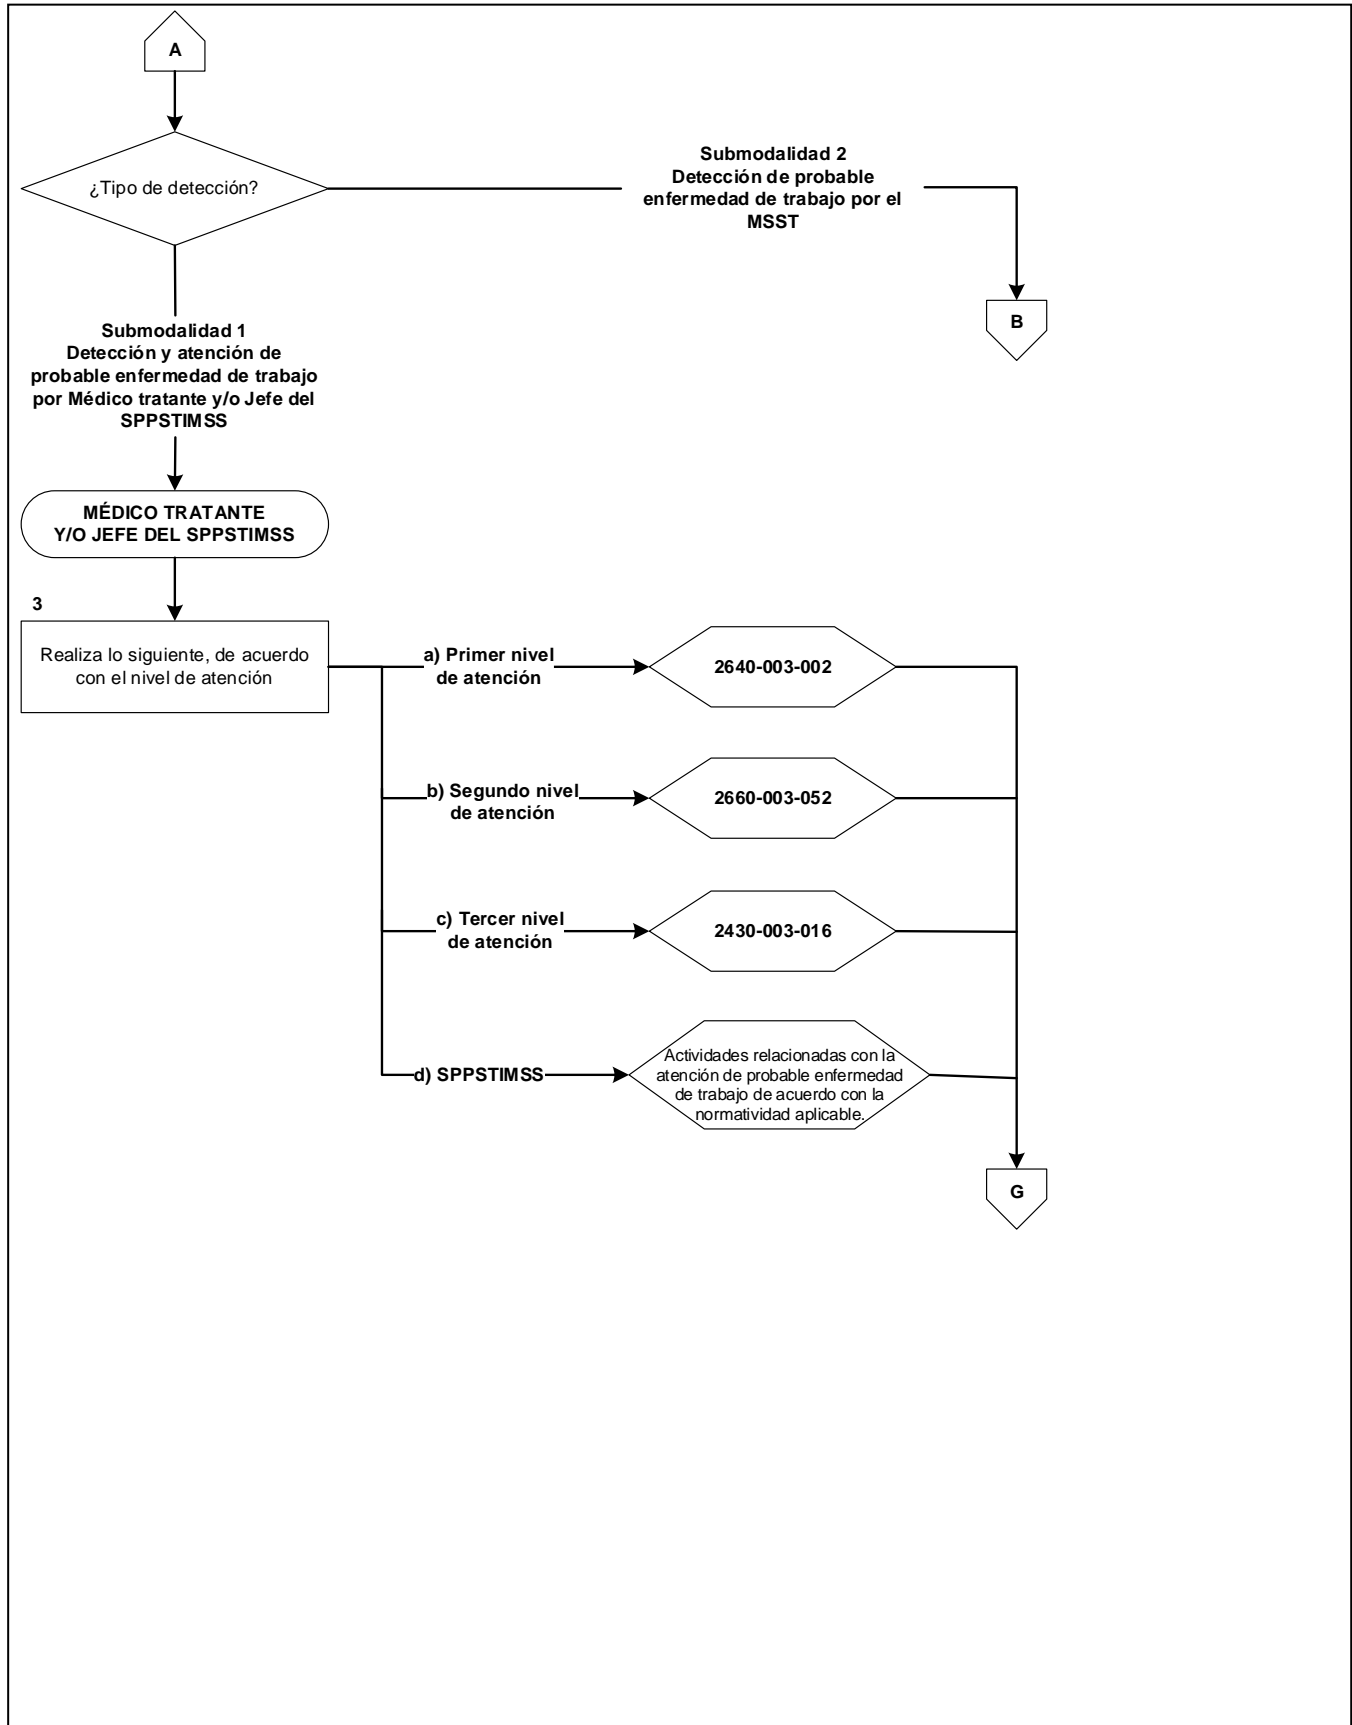 A
¿Tipo de detección?
Submodalidad 2
Detección de probable
enfermedad de trabajo por el
MSST
B
Submodalidad 1
Detección y atención de
probable enfermedad de trabajo
por Médico tratante y/o Jefe del
SPPSTIMSS
MÉDICO TRATANTE
Y/O JEFE DEL SPPSTIMSS
3
Realiza lo siguiente, de acuerdo
con el nivel de atención
a) Primer nivel
de atención
2640-003-002
b) Segundo nivel
de atención
2660-003-052
c) Tercer nivel
de atención
2430-003-016
d) SPPSTIMSS
Actividades relacionadas con la
atención de probable enfermedad
de trabajo de acuerdo con la
normatividad aplicable.
G